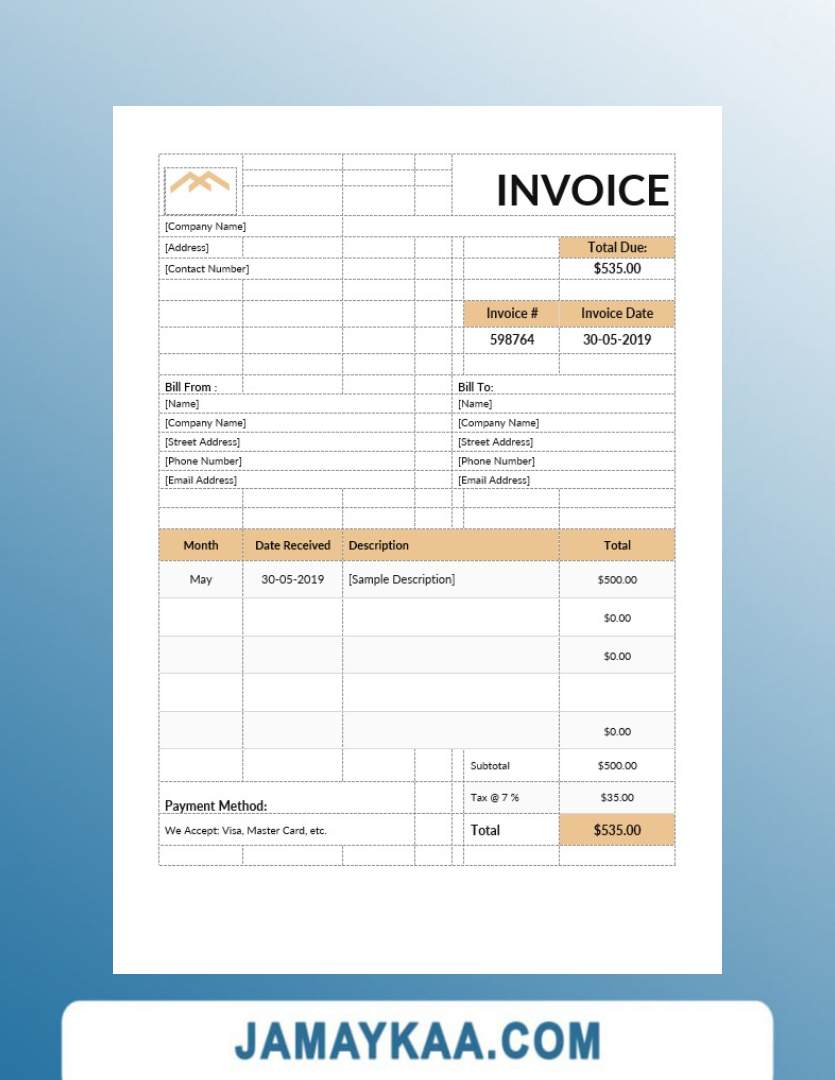 INVOICE
[Company Name]
[Address]
Total Due:
[Contact Number]
$535.00
Invoice # Invoice Date
598764 30-05-2019
Bill From : Bill To:
[Name] [Name]
[Company Name] [Company Name]
[Street Address] [Street Address]
[Phone Number] [Phone Number]
[Email Address] [Email Address]
Month Date Received Description Total
May 30-05-2019 [Sample Description] $500.00
$0.00
$0.00
$0.00
Subtotal $500.00
Tax @ 7 % $35.00
Payment Method:
We Accept: Visa, Master Card, etc. Total $535.00
JAMAYKAA.COM